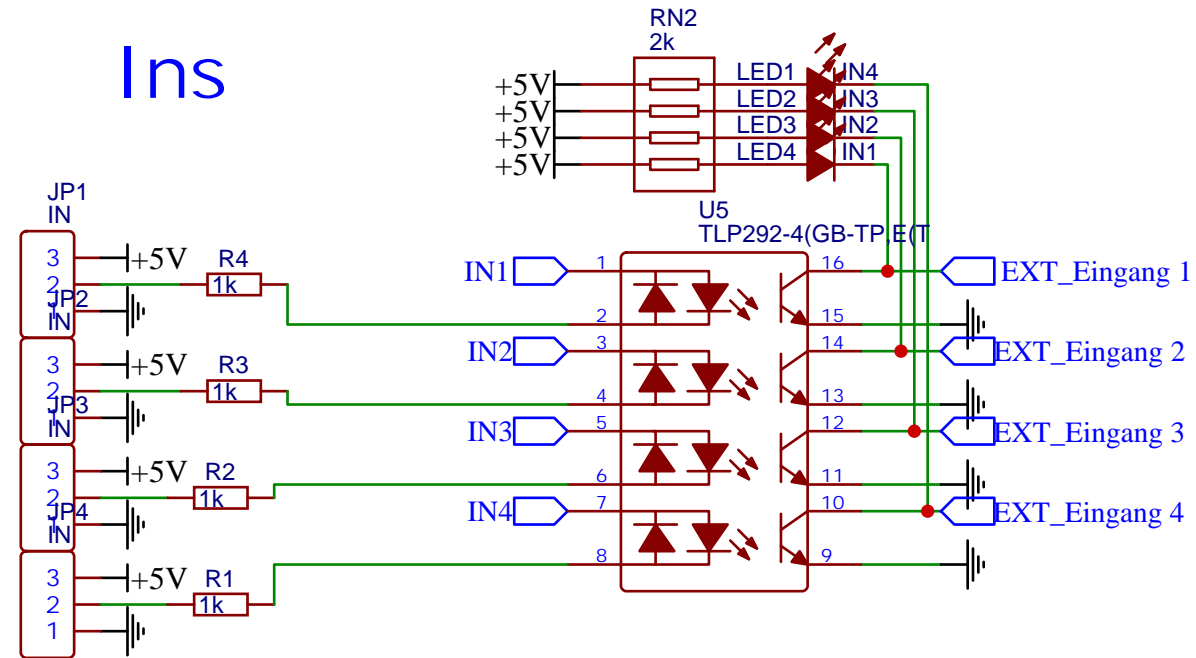 Ins
RN2
2k
+5V
LED1
IN4
+5V
LED2
IN3
+5V
LED3
IN2
+5V
LED4
IN1
JP1
IN
3
2
1
+5V
R4
1k
JP2
IN
3
2
1
+5V
R3
1k
JP3
IN
3
2
1
+5V
R2
1k
JP4
IN
3
2
1
+5V
R1
1k
U5
TLP292-4(GB-TP,E(T
IN1
1
16
EXT_Eingang 1
2
15
IN2
3
14
EXT_Eingang 2
4
13
IN3
5
12
EXT_Eingang 3
6
11
IN4
7
10
EXT_Eingang 4
8
9